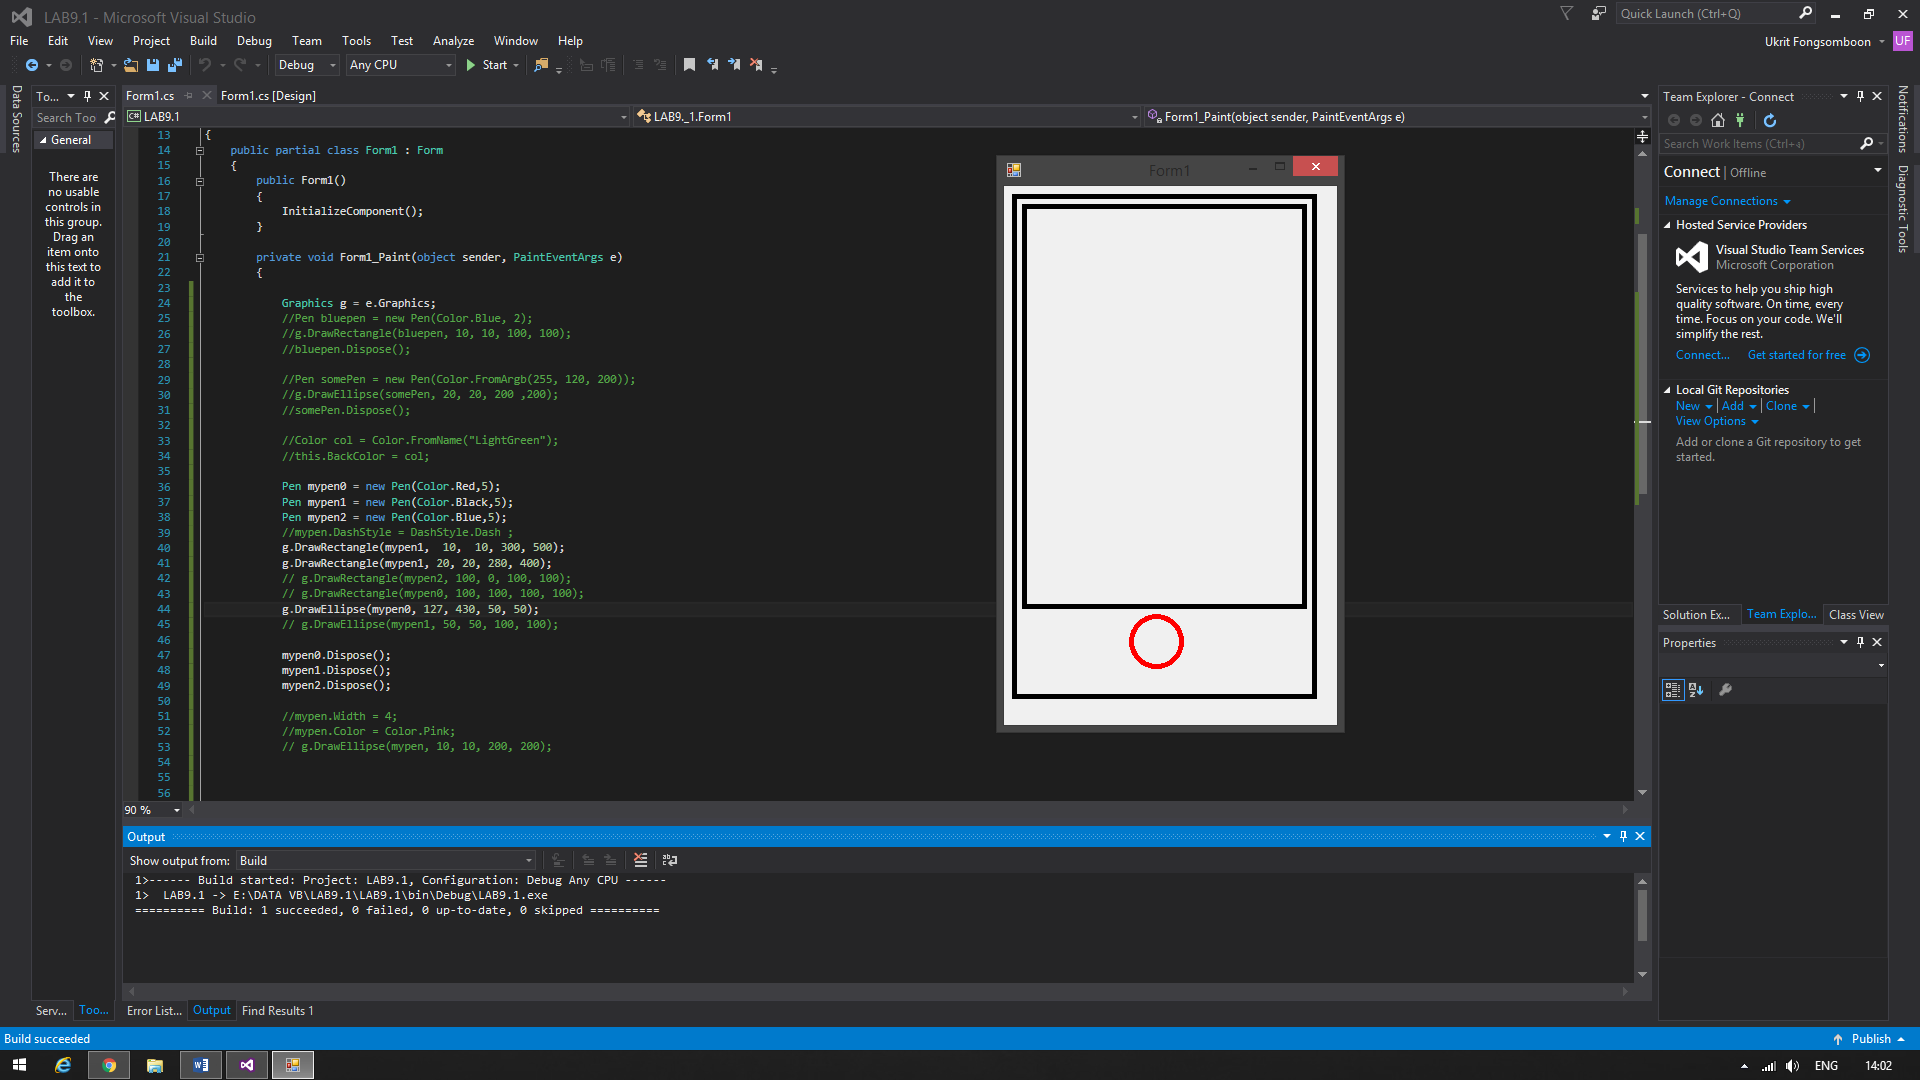 LAB9.1 - Microsoft Visual Studio
Quick Launch (Ctrl+Q)
File Edit View Project Build Debug Team Tools Test Analyze Window Help
Ukrit Fongsomboon UF
Debug Any CPU Start
Data Sources
To...
Search Too
General
There are
no usable
controls in
this group.
Drag an
item onto
this text to
add it to
the
toolbox.
Form1.cs
Form1.cs [Design]
C# LAB9.1
LAB9._1.Form1
Form1_Paint(object sender, PaintEventArgs e)
13 {
14 public partial class Form1 : Form
15 {
16 public Form1()
17 {
18 InitializeComponent();
19 }
20
21 private void Form1_Paint(object sender, PaintEventArgs e)
22 {
23
24 Graphics g = e.Graphics;
25 //Pen bluepen = new Pen(Color.Blue, 2);
26 //g.DrawRectangle(bluepen, 10, 10, 100, 100);
27 //bluepen.Dispose();
28
29 //Pen somePen = new Pen(Color.FromArgb(255, 120, 200));
30 //g.DrawEllipse(somePen, 20, 20, 200 ,200);
31 //somePen.Dispose();
32
33 //Color col = Color.FromName("LightGreen");
34 //this.BackColor = col;
35
36 Pen mypen0 = new Pen(Color.Red,5);
37 Pen mypen1 = new Pen(Color.Black,5);
38 Pen mypen2 = new Pen(Color.Blue,5);
39 //mypen.DashStyle = DashStyle.Dash ;
40 g.DrawRectangle(mypen1,  10,  10, 300, 500);
41 g.DrawRectangle(mypen1, 20, 20, 280, 400);
42 // g.DrawRectangle(mypen2, 100, 0, 100, 100);
43 // g.DrawRectangle(mypen0, 100, 100, 100, 100);
44 g.DrawEllipse(mypen0, 127, 430, 50, 50);
45 // g.DrawEllipse(mypen1, 50, 50, 100, 100);
46
47 mypen0.Dispose();
48 mypen1.Dispose();
49 mypen2.Dispose();
50
51 //mypen.Width = 4;
52 //mypen.Color = Color.Pink;
53 // g.DrawEllipse(mypen, 10, 10, 200, 200);
54
55
56
90 %
Form1
Output
Show output from: Build
1>------ Build started: Project: LAB9.1, Configuration: Debug Any CPU ------
1>  LAB9.1 -> E:\DATA VB\LAB9.1\LAB9.1\bin\Debug\LAB9.1.exe
========== Build: 1 succeeded, 0 failed, 0 up-to-date, 0 skipped ==========
Serv... Too...
Error List... Output Find Results 1
Team Explorer - Connect
Search Work Items (Ctrl+ง)
Connect | Offline
Manage Connections
Hosted Service Providers
Visual Studio Team Services
Microsoft Corporation
Services to help you ship high
quality software. On time, every
time. Focus on your code. We'll
simplify the rest.
Connect... Get started for free
Local Git Repositories
New | Add | Clone |
View Options
Add or clone a Git repository to get
started.
Solution Ex... Team Explo... Class View
Properties
Notifications
Diagnostic Tools
Build succeeded
Publish
ENG 14:02